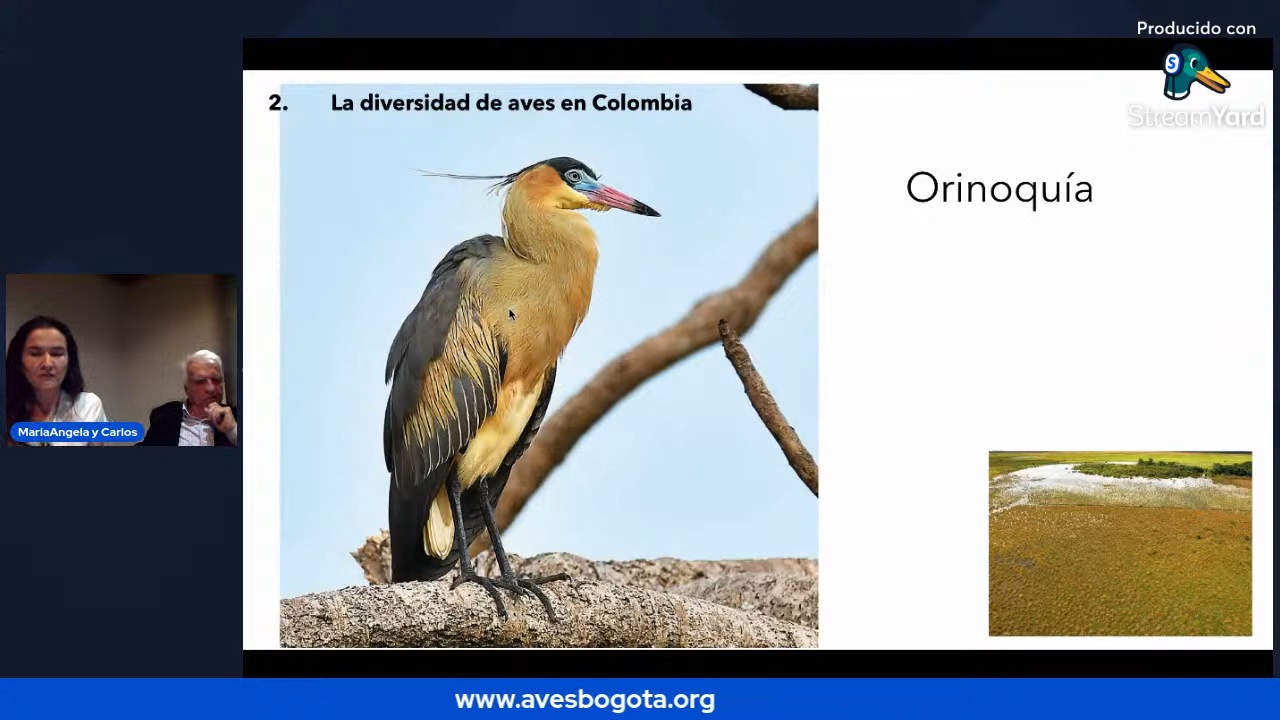 Producido con
S
StreamYard
2. La diversidad de aves en Colombia
Orinoquía
MariaAngela y Carlos
www.avesbogota.org